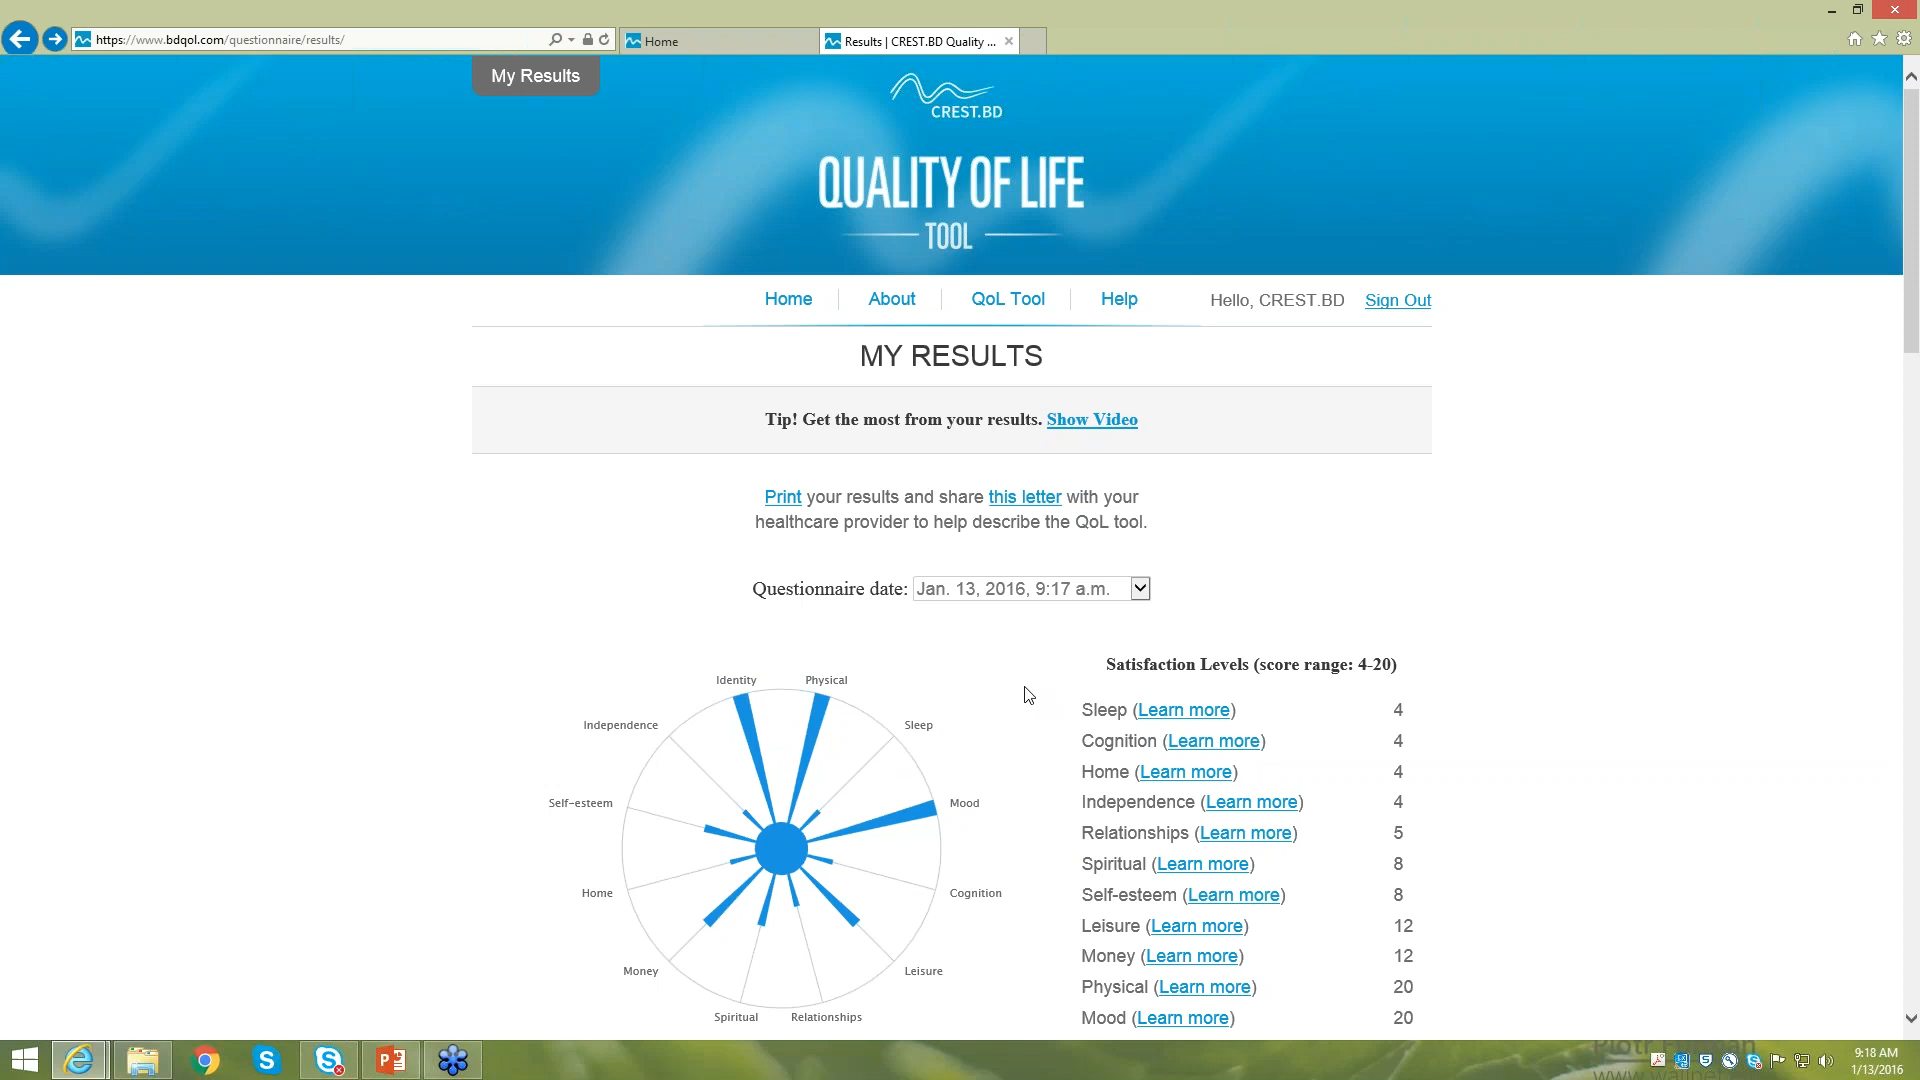 https://www.bdqol.com/questionnaire/results/
Home
Results | CREST.BD Quality ...
My Results
CREST.BD
QUALITY OF LIFE
TOOL
Home
About
QoL Tool
Help
Hello, CREST.BD
Sign Out
MY RESULTS
Tip! Get the most from your results. Show Video
Print your results and share this letter with your
healthcare provider to help describe the QoL tool.
Questionnaire date: Jan. 13, 2016, 9:17 a.m.
Identity
Physical
Independence
Sleep
Self-esteem
Mood
Home
Cognition
Money
Leisure
Spiritual
Relationships
Satisfaction Levels (score range: 4-20)
Sleep (Learn more) 4
Cognition (Learn more) 4
Home (Learn more) 4
Independence (Learn more) 4
Relationships (Learn more) 5
Spiritual (Learn more) 8
Self-esteem (Learn more) 8
Leisure (Learn more) 12
Money (Learn more) 12
Physical (Learn more) 20
Mood (Learn more) 20
9:18 AM
1/13/2016